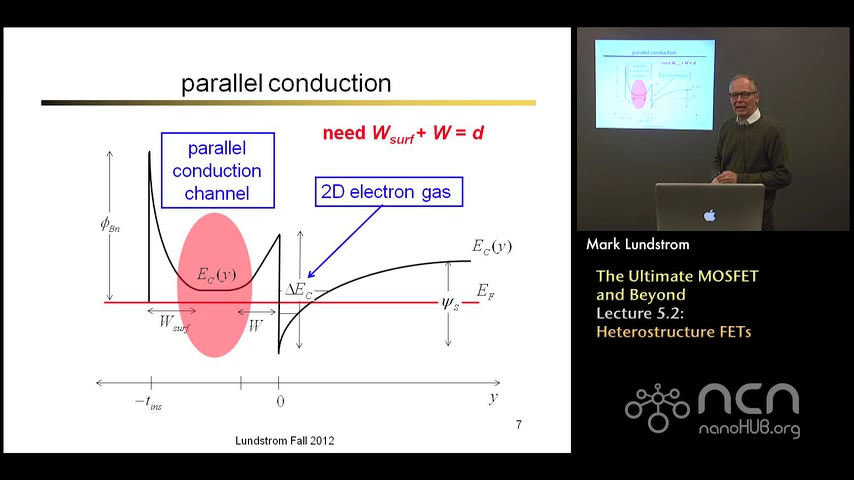 parallel conduction
need W_surf + W = d
parallel
conduction
channel
2D electron gas
ϕ_Bn
E_C(y)
ΔE_C
E_C(y)
E_F
ψ_S
W_surf
W
−t_ins
0
y
7
Lundstrom Fall 2012
Mark Lundstrom
The Ultimate MOSFET
and Beyond
Lecture 5.2:
Heterostructure FETs
ncn
nanoHUB.org